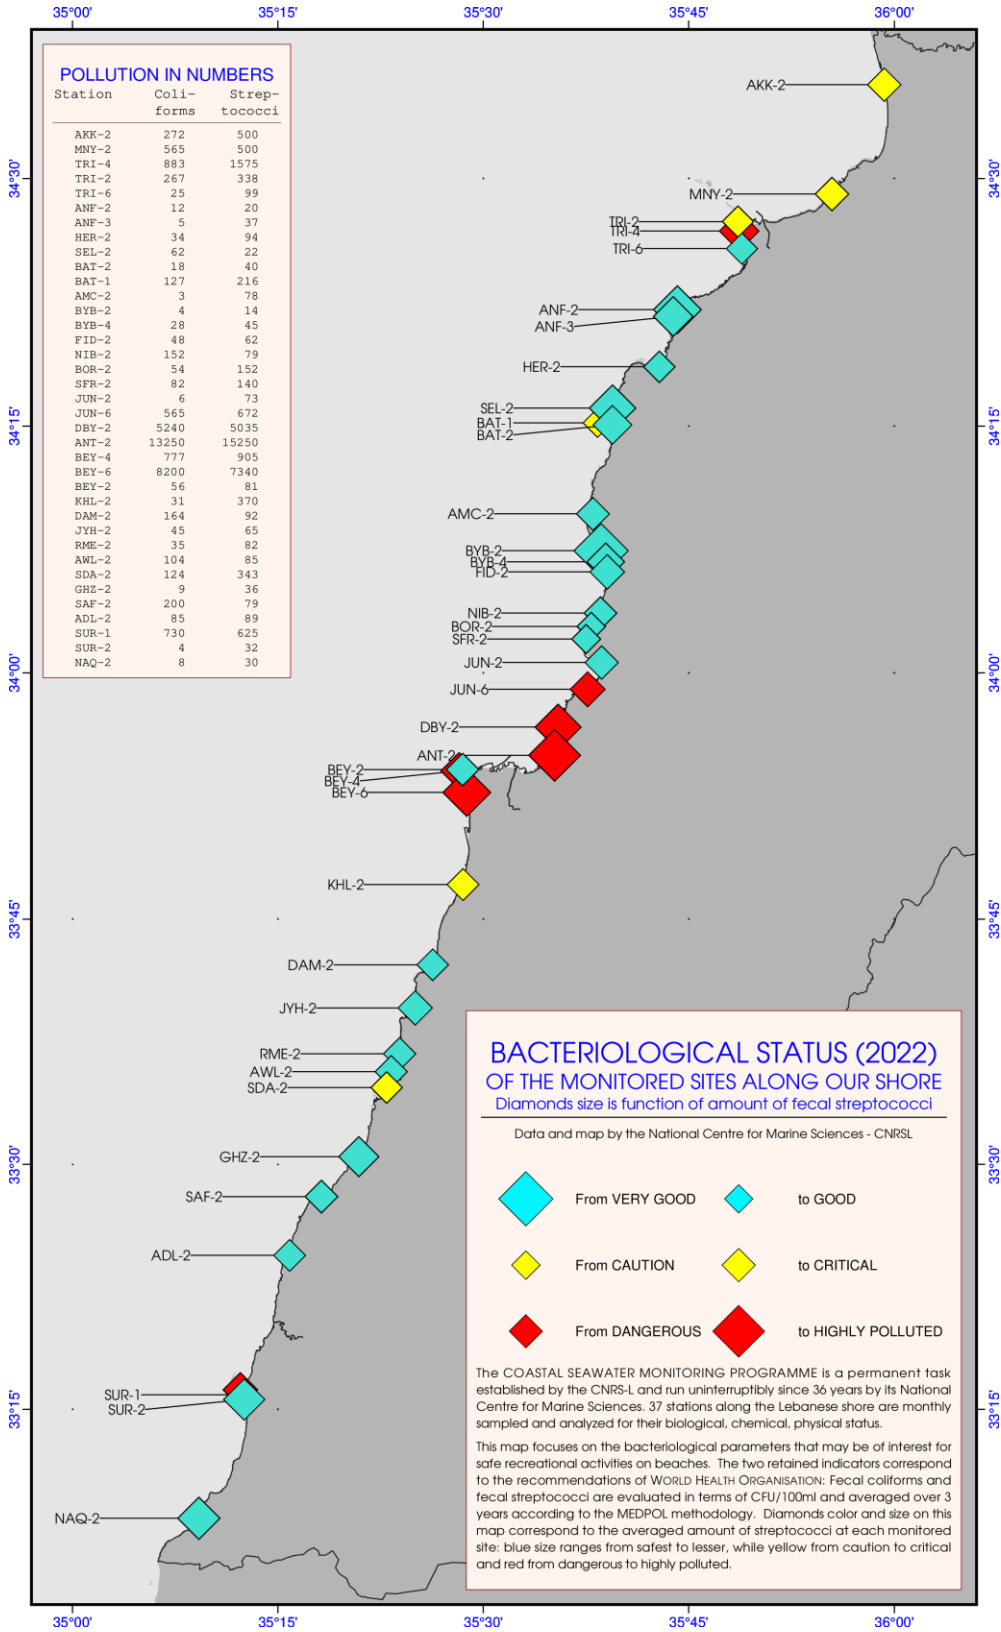 35°00' 35°15' 35°30' 35°45' 36°00'
POLLUTION IN NUMBERS
Station Coli- Strep-
forms tococci
AKK-2 272 500
MNY-2 565 500
TRI-4 883 1575
TRI-2 267 338
TRI-6 25 99
ANF-2 12 20
ANF-3 5 37
HER-2 34 94
SEL-2 62 22
BAT-2 18 40
BAT-1 127 216
AMC-2 3 78
BYB-2 4 14
BYB-4 28 45
FID-2 48 62
NIB-2 152 79
BOR-2 54 152
SFR-2 82 140
JUN-2 6 73
JUN-6 565 672
DBY-2 5240 5035
ANT-2 13250 15250
BEY-4 777 905
BEY-6 8200 7340
BEY-2 56 81
KHL-2 31 370
DAM-2 164 92
JYH-2 45 65
RME-2 35 82
AWL-2 104 85
SDA-2 124 343
GHZ-2 9 36
SAF-2 200 79
ADL-2 85 89
SUR-1 730 625
SUR-2 4 32
NAQ-2 8 30
AKK-2
34°30' 34°30'
MNY-2
TRI-2
TRI-4
TRI-6
ANF-2
ANF-3
HER-2
SEL-2
BAT-1
34°15' 34°15'
BAT-2
AMC-2
BYB-2
BYB-4
FID-2
NIB-2
BOR-2
SFR-2
JUN-2
34°00' 34°00'
JUN-6
DBY-2
ANT-2
BEY-2
BEY-4
BEY-6
KHL-2
33°45' 33°45'
DAM-2
JYH-2
RME-2
AWL-2
SDA-2
GHZ-2
33°30' 33°30'
SAF-2
ADL-2
SUR-1
SUR-2
33°15' 33°15'
NAQ-2
BACTERIOLOGICAL STATUS (2022)
OF THE MONITORED SITES ALONG OUR SHORE
Diamonds size is function of amount of fecal streptococci
Data and map by the National Centre for Marine Sciences - CNRSL
From VERY GOOD to GOOD
From CAUTION to CRITICAL
From DANGEROUS to HIGHLY POLLUTED
The COASTAL SEAWATER MONITORING PROGRAMME is a permanent task
established by the CNRS-L and run uninterruptibly since 36 years by its National
Centre for Marine Sciences. 37 stations along the Lebanese shore are monthly
sampled and analyzed for their biological, chemical, physical status.
This map focuses on the bacteriological parameters that may be of interest for
safe recreational activities on beaches. The two retained indicators correspond
to the recommendations of WORLD HEALTH ORGANISATION: Fecal coliforms and
fecal streptococci are evaluated in terms of CFU/100ml and averaged over 3
years according to the MEDPOL methodology. Diamonds color and size on this
map correspond to the averaged amount of streptococci at each monitored
site: blue size ranges from safest to lesser, while yellow from caution to critical
and red from dangerous to highly polluted.
35°00' 35°15' 35°30' 35°45' 36°00'